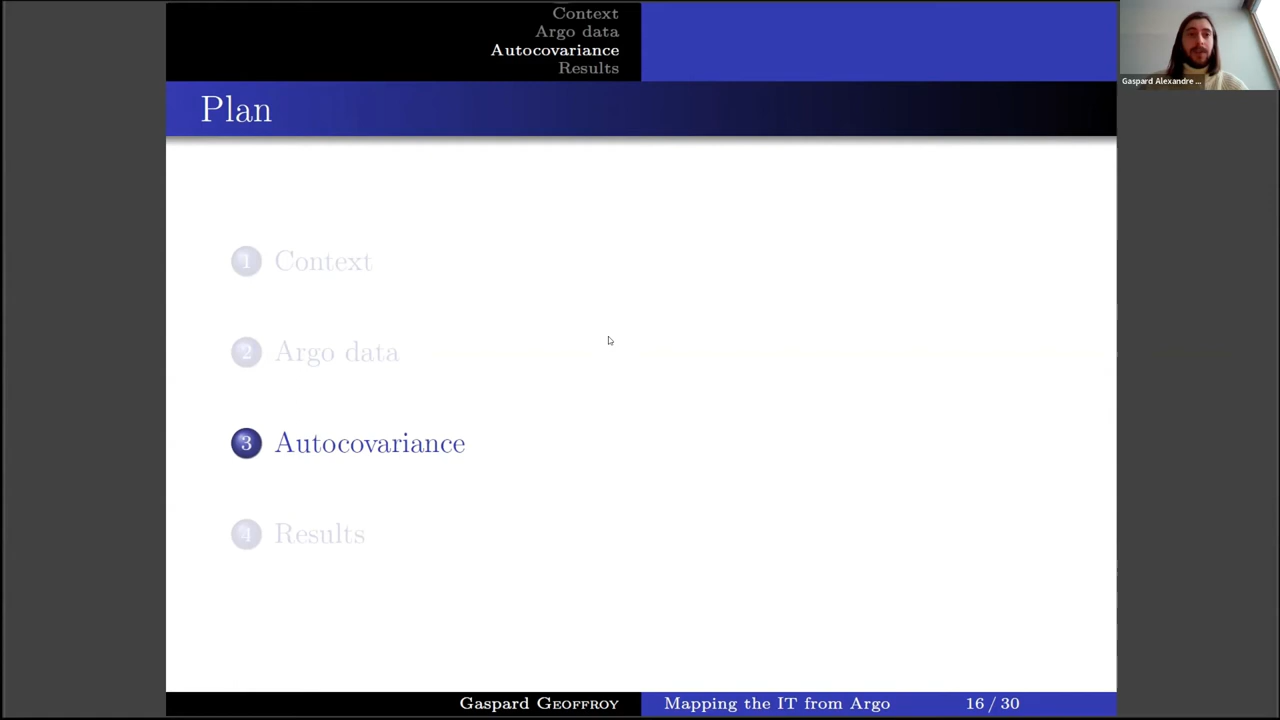 Context
Argo data
Autocovariance
Results
Plan
1 Context
2 Argo data
3 Autocovariance
4 Results
Gaspard GEOFFROY Mapping the IT from Argo 16 / 30
Gaspard Alexandre ...